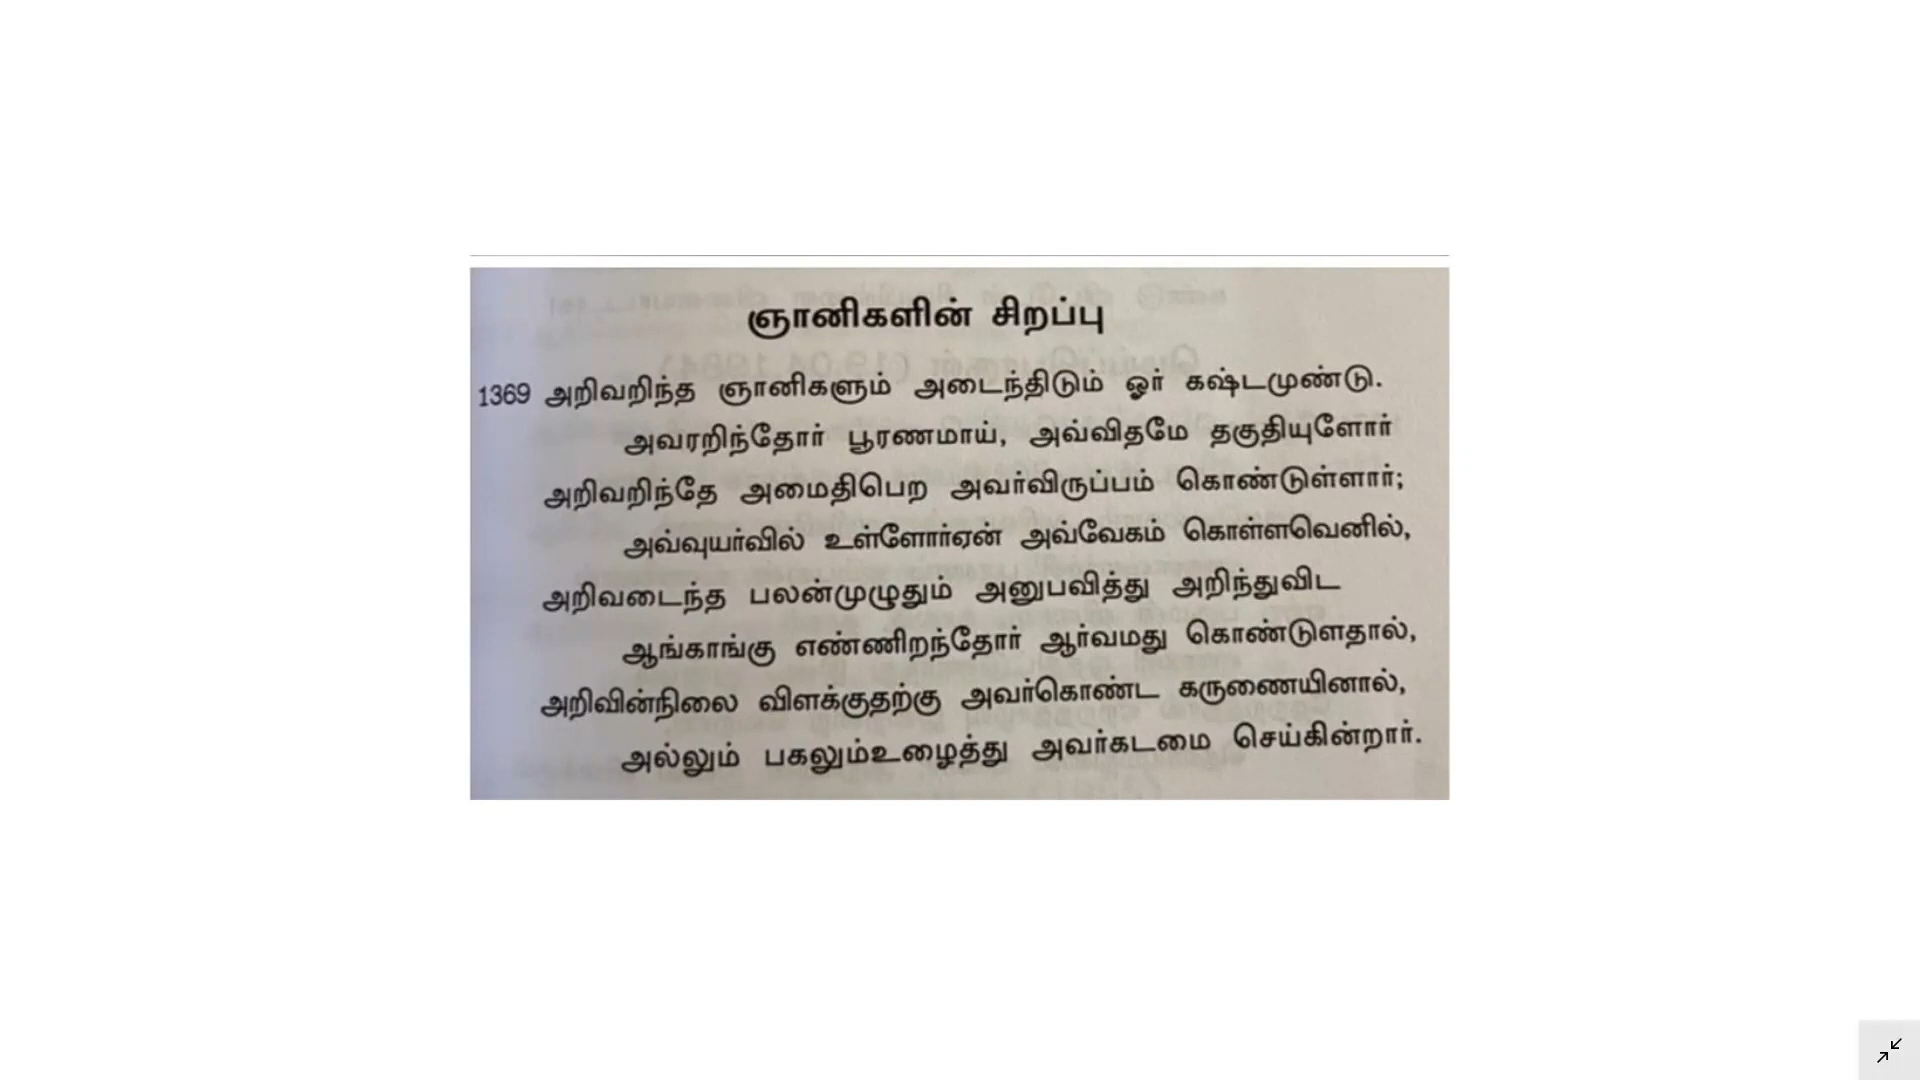 ஞானிகளின் சிறப்பு
1369 அறிவறிந்த ஞானிகளும் அடைந்திடும் ஓர் கஷ்டமுண்டு.
அவரறிந்தோர் பூரணமாய், அவ்விதமே தகுதியுளோர்
அறிவறிந்தே அமைதிபெற அவர்விருப்பம் கொண்டுள்ளார்;
அவ்வுயர்வில் உள்ளோர்ஏன் அவ்வேகம் கொள்ளவெனில்,
அறிவடைந்த பலன்முழுதும் அனுபவித்து அறிந்துவிட
ஆங்காங்கு எண்ணிறந்தோர் ஆர்வமது கொண்டுளதால்,
அறிவின்நிலை விளக்குதற்கு அவர்கொண்ட கருணையினால்,
அல்லும் பகலும்உழைத்து அவர்கடமை செய்கின்றார்.